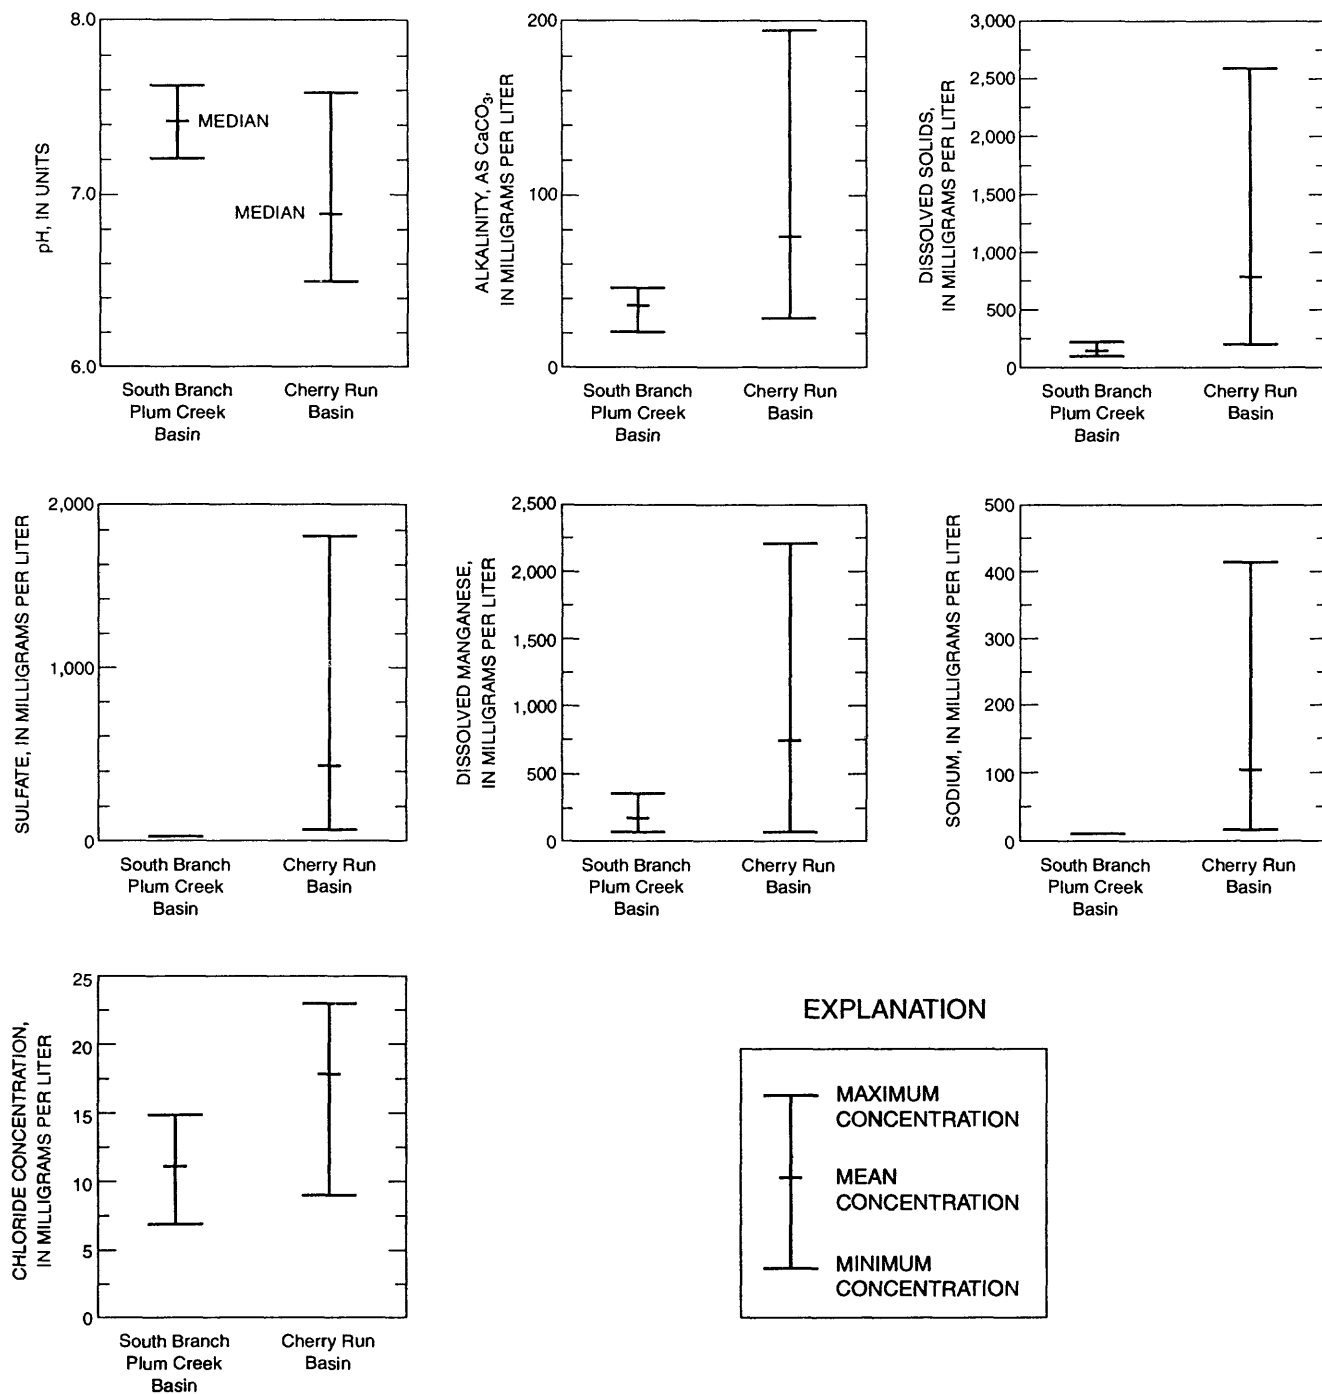 pH, IN UNITS
8.0
7.0
6.0
MEDIAN
MEDIAN
South Branch
Plum Creek
Basin
Cherry Run
Basin
ALKALINITY, AS CaCO3,
IN MILLIGRAMS PER LITER
200
100
0
South Branch
Plum Creek
Basin
Cherry Run
Basin
DISSOLVED SOLIDS,
IN MILLIGRAMS PER LITER
3,000
2,500
2,000
1,500
1,000
500
0
South Branch
Plum Creek
Basin
Cherry Run
Basin
SULFATE, IN MILLIGRAMS PER LITER
2,000
1,000
0
South Branch
Plum Creek
Basin
Cherry Run
Basin
DISSOLVED MANGANESE,
IN MILLIGRAMS PER LITER
2,500
2,000
1,500
1,000
500
0
South Branch
Plum Creek
Basin
Cherry Run
Basin
SODIUM, IN MILLIGRAMS PER LITER
500
400
300
200
100
0
South Branch
Plum Creek
Basin
Cherry Run
Basin
CHLORIDE CONCENTRATION,
IN MILLIGRAMS PER LITER
25
20
15
10
5
0
South Branch
Plum Creek
Basin
Cherry Run
Basin
EXPLANATION
MAXIMUM
CONCENTRATION
MEAN
CONCENTRATION
MINIMUM
CONCENTRATION